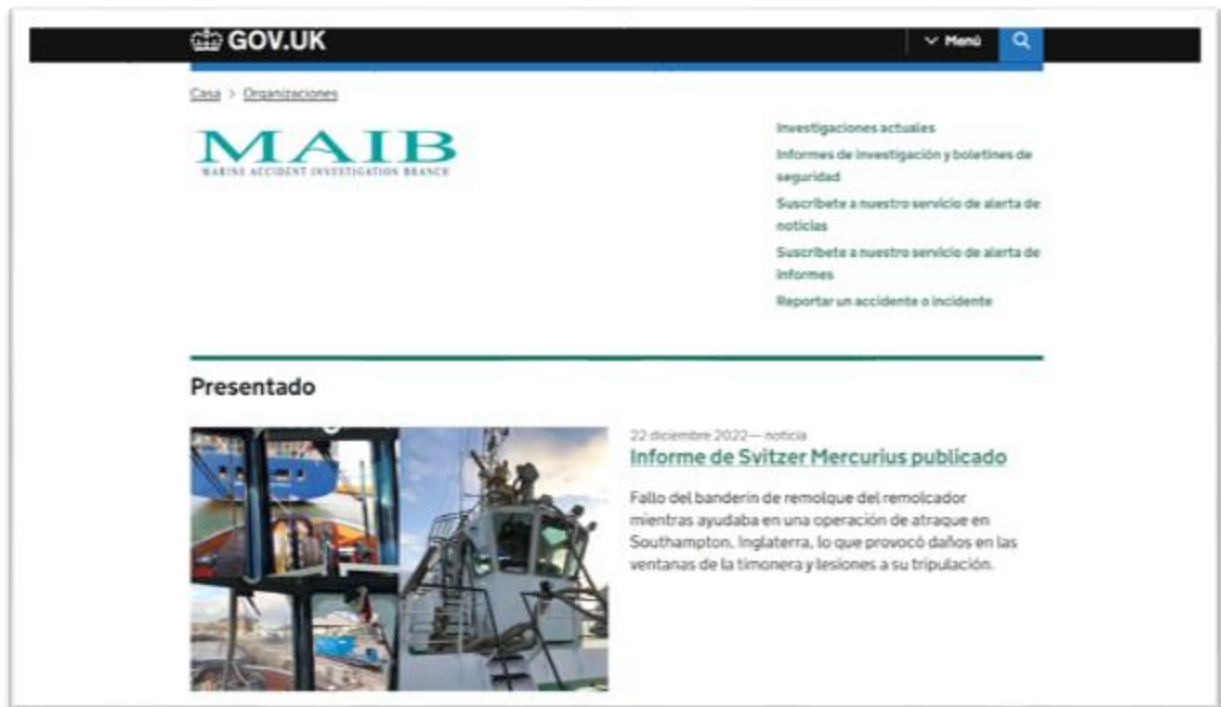 GOV.UK
Menú
Casa > Organizaciones
MAIB
MARINE ACCIDENT INVESTIGATION BRANCH
Investigaciones actuales
Informes de investigación y boletines de
seguridad
Suscríbete a nuestro servicio de alerta de
noticias
Suscríbete a nuestro servicio de alerta de
informes
Reportar un accidente o incidente
Presentado
22 diciembre 2022— noticia
Informe de Svitzer Mercurius publicado
Fallo del banderín de remolque del remolcador
mientras ayudaba en una operación de atraque en
Southampton, Inglaterra, lo que provocó daños en las
ventanas de la timonera y lesiones a su tripulación.